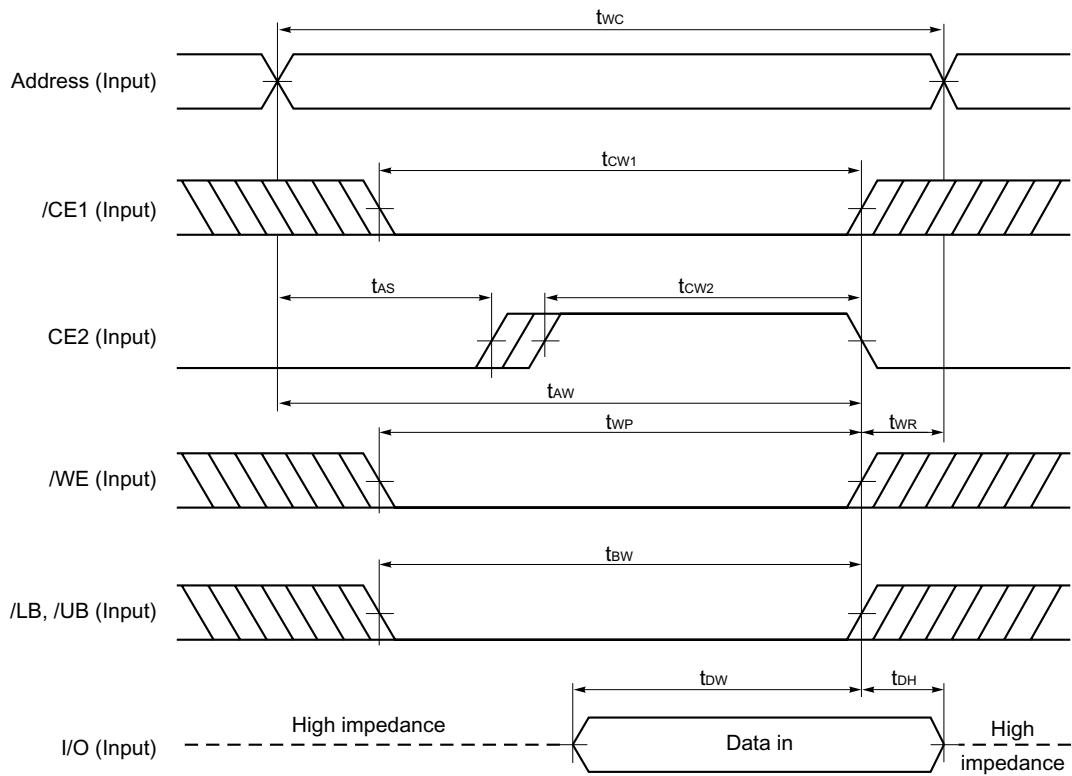 tWC
Address (Input)
tCW1
/CE1 (Input)
tAS
tCW2
CE2 (Input)
tAW
tWP
tWR
/WE (Input)
tBW
/LB, /UB (Input)
tDW
tDH
High impedance
Data in
High
impedance
I/O (Input)